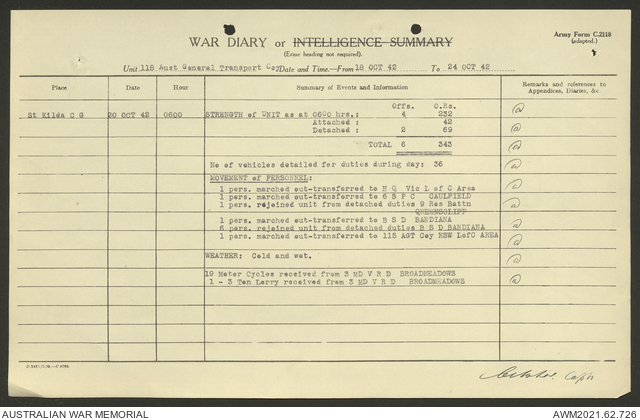 WAR DIARY or INTELLIGENCE SUMMARY
Army Form C.2118
(adapted.)
(Erase heading not required).
Unit 118 Aust General Transport Coy Date and Time.—From 18 OCT 42 To 24 OCT 42
Place Date Hour Summary of Events and Information Remarks and references to Appendices, Diaries, &c.
Offs. O.Rs.
St Kilda C G 20 OCT 42 0600 STRENGTH of UNIT as at 0600 hrs.: 4 232
Attached : 42
Detached : 2 69
TOTAL 6 343
No of vehicles detailed for duties during day: 36
MOVEMENT of PERSONNEL:
1 pers. marched out-transferred to H Q Vic L of C Area
1 pers. marched out-transferred to 6 S P C CAULFIELD
1 pers. rejoined unit from detached duties 9 Res Battn
QUEENSCLIFF
1 pers. marched out-transferred to B S D BANDIANA
6 pers. rejoined unit from detached duties B S D BANDIANA
1 pers. marched out-transferred to 118 AGT Coy NSW LofC AREA
WEATHER: Cold and wet.
19 Motor Cycles received from 3 MD V R D BROADMEADOWS
1 - 3 Ton Lorry received from 3 MD V R D BROADMEADOWS
Capt
AUSTRALIAN WAR MEMORIAL
AWM2021.62.726